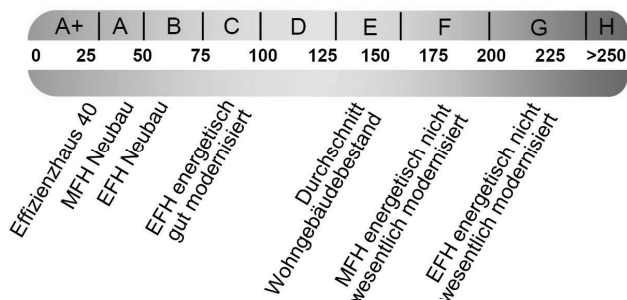 A+ A B C D E F G H
0 25 50 75 100 125 150 175 200 225 >250
Effizienzhaus 40
MFH Neubau
EFH Neubau
EFH energetisch
gut modernisiert
Durchschnitt
Wohngebäudebestand
MFH energetisch nicht
wesentlich modernisiert
EFH energetisch nicht
wesentlich modernisiert